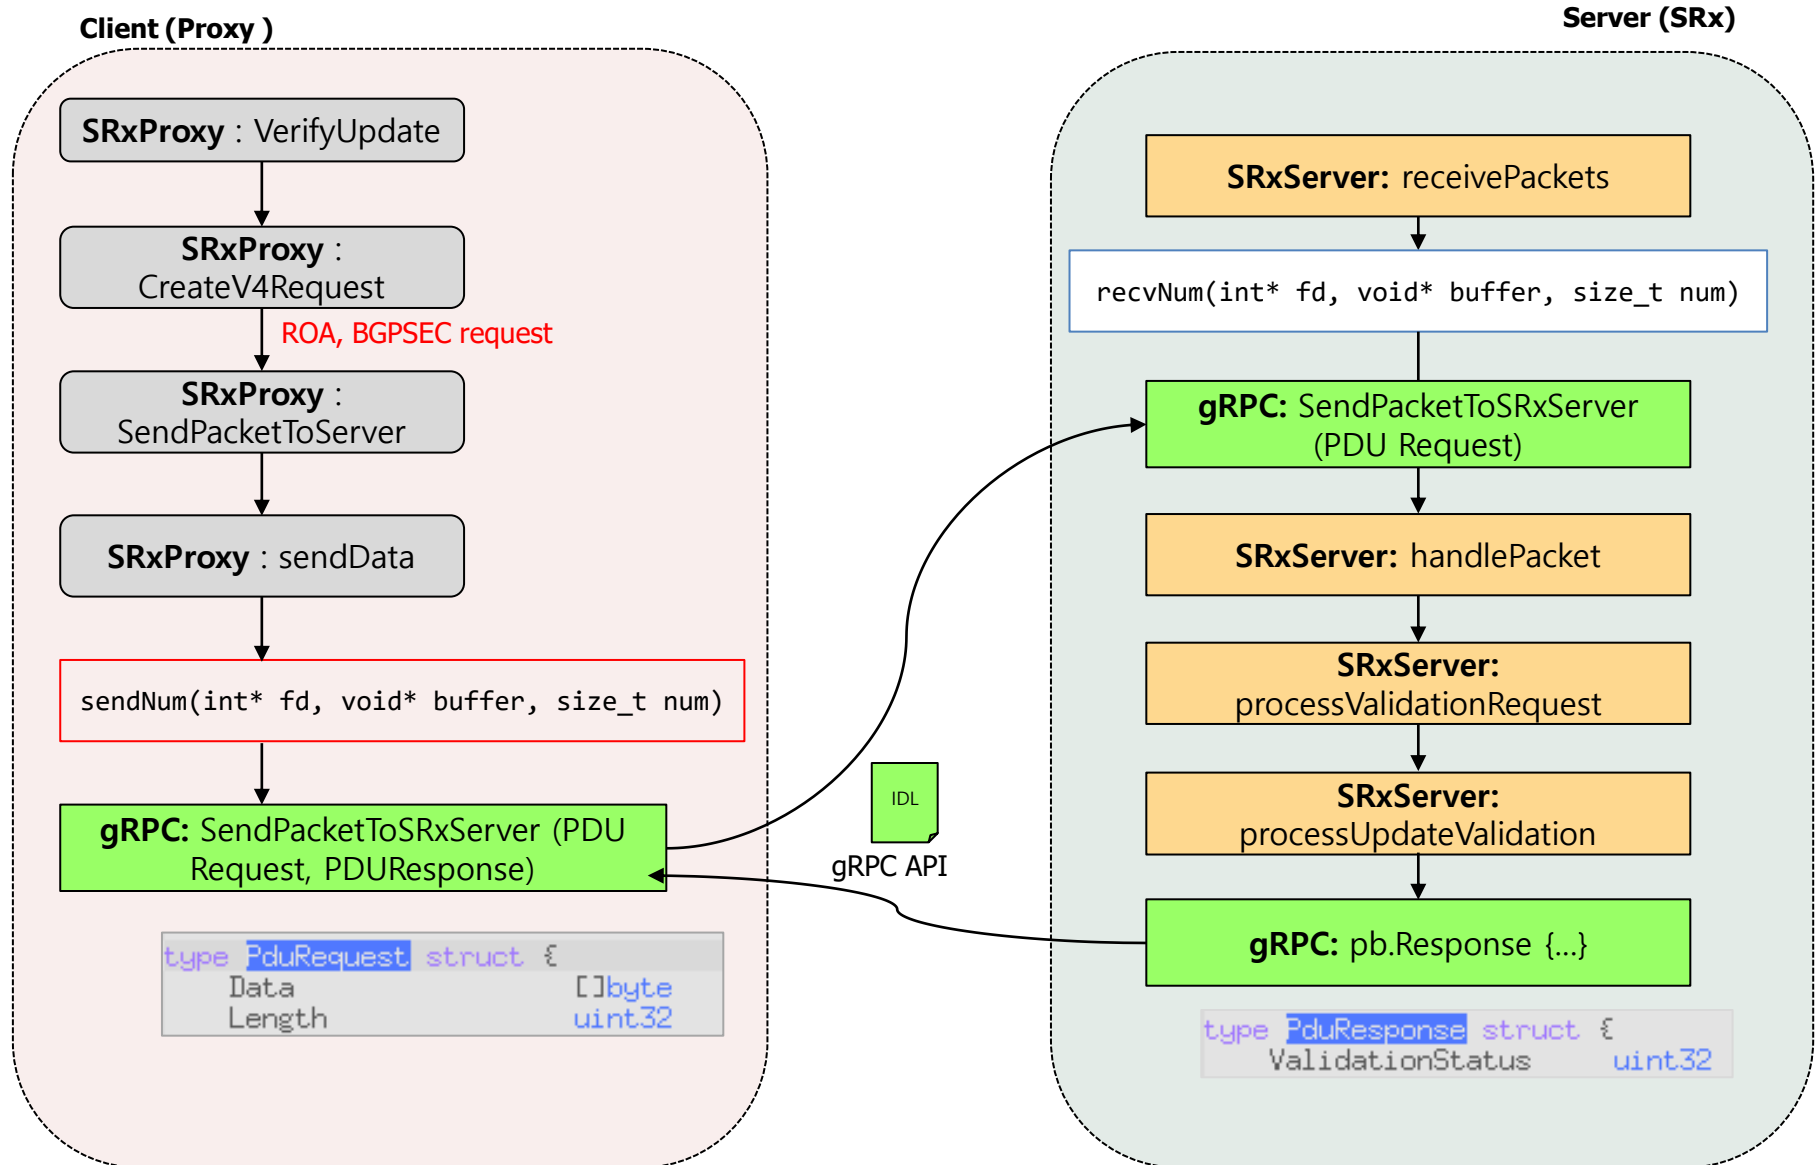 Client (Proxy )
SRxProxy : VerifyUpdate
SRxProxy :
CreateV4Request
ROA, BGPSEC request
SRxProxy :
SendPacketToServer
SRxProxy : sendData
sendNum(int* fd, void* buffer, size_t num)
gRPC: SendPacketToSRxServer (PDU
Request, PDUResponse)
type PduRequest struct {
Data []byte
Length uint32
IDL
gRPC API
Server (SRx)
SRxServer: receivePackets
recvNum(int* fd, void* buffer, size_t num)
gRPC: SendPacketToSRxServer
(PDU Request)
SRxServer: handlePacket
SRxServer:
processValidationRequest
SRxServer:
processUpdateValidation
gRPC: pb.Response {...}
type PduResponse struct {
ValidationStatus uint32